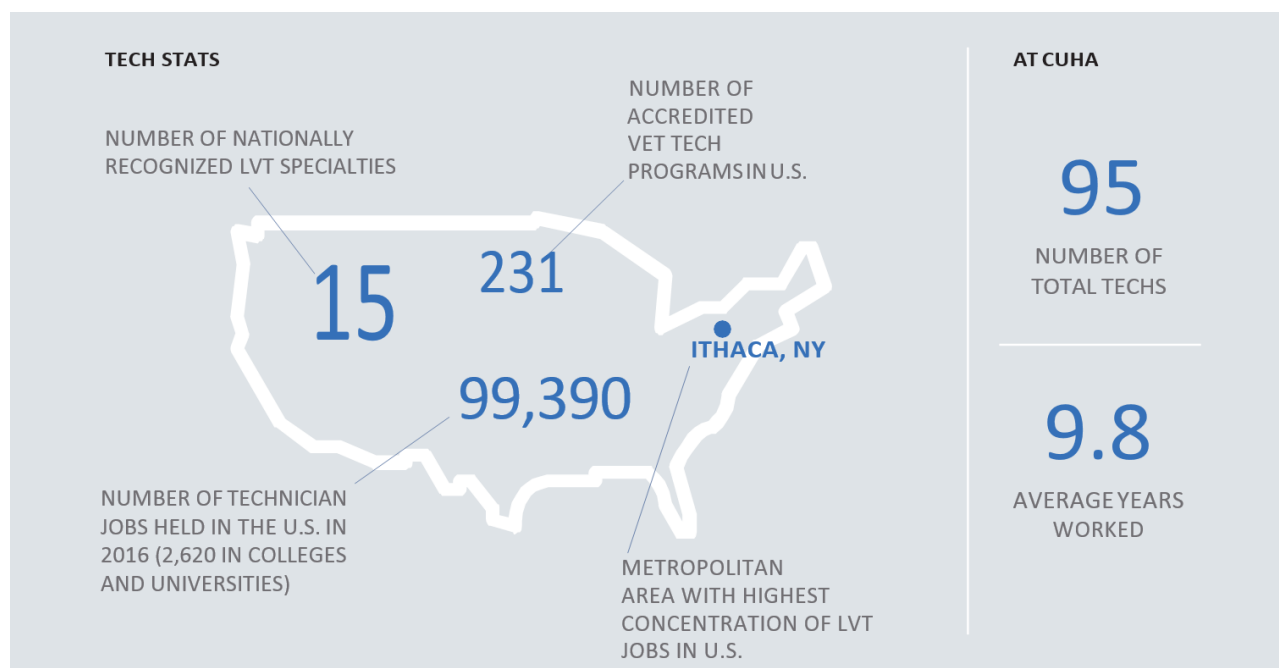 TECH STATS
NUMBER OF NATIONALLY
RECOGNIZED LVT SPECIALTIES
15
NUMBER OF
ACCREDITED
VET TECH
PROGRAMS IN U.S.
231
ITHACA, NY
99,390
NUMBER OF TECHNICIAN
JOBS HELD IN THE U.S. IN
2016 (2,620 IN COLLEGES
AND UNIVERSITIES)
METROPOLITAN
AREA WITH HIGHEST
CONCENTRATION OF LVT
JOBS IN U.S.
AT CUHA
95
NUMBER OF
TOTAL TECHS
9.8
AVERAGE YEARS
WORKED